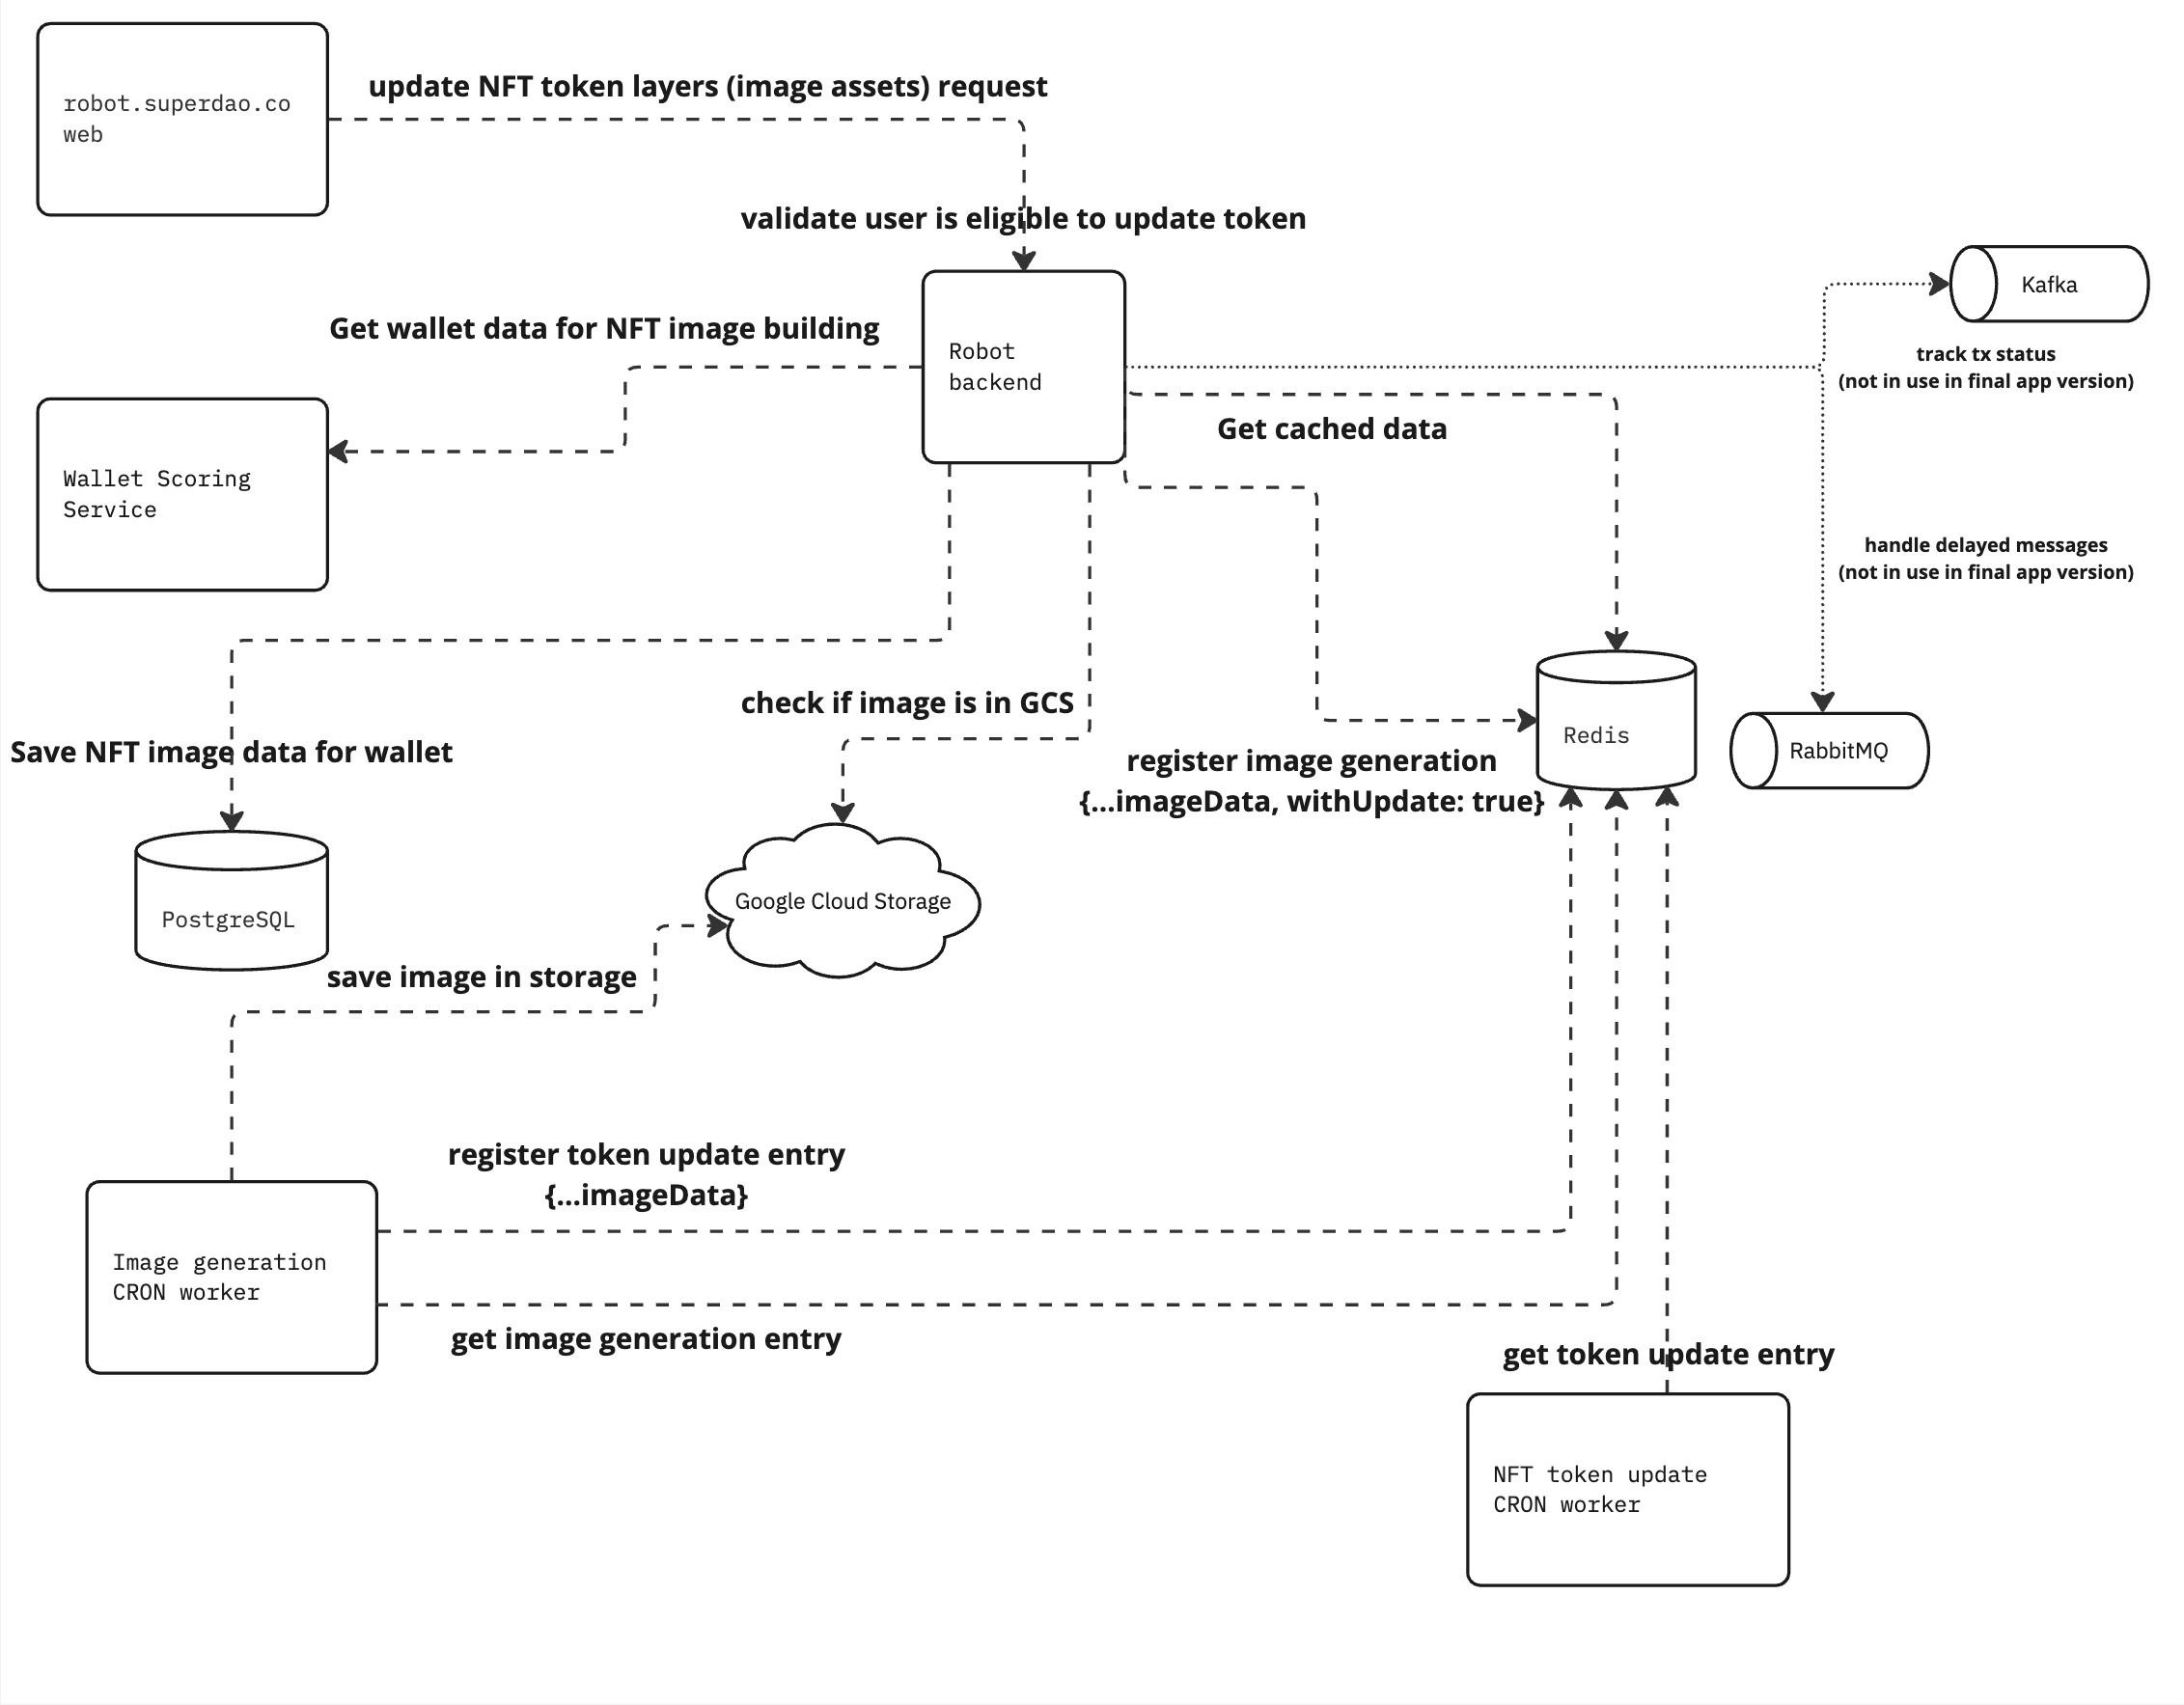 robot.superdao.co
web
update NFT token layers (image assets) request
validate user is eligible to update token
Kafka
track tx status
(not in use in final app version)
Get wallet data for NFT image building
Robot
backend
Get cached data
Wallet Scoring
Service
handle delayed messages
(not in use in final app version)
check if image is in GCS
Redis
RabbitMQ
Save NFT image data for wallet
register image generation
{...imageData, withUpdate: true}
PostgreSQL
Google Cloud Storage
save image in storage
register token update entry
{...imageData}
Image generation
CRON worker
get image generation entry
get token update entry
NFT token update
CRON worker